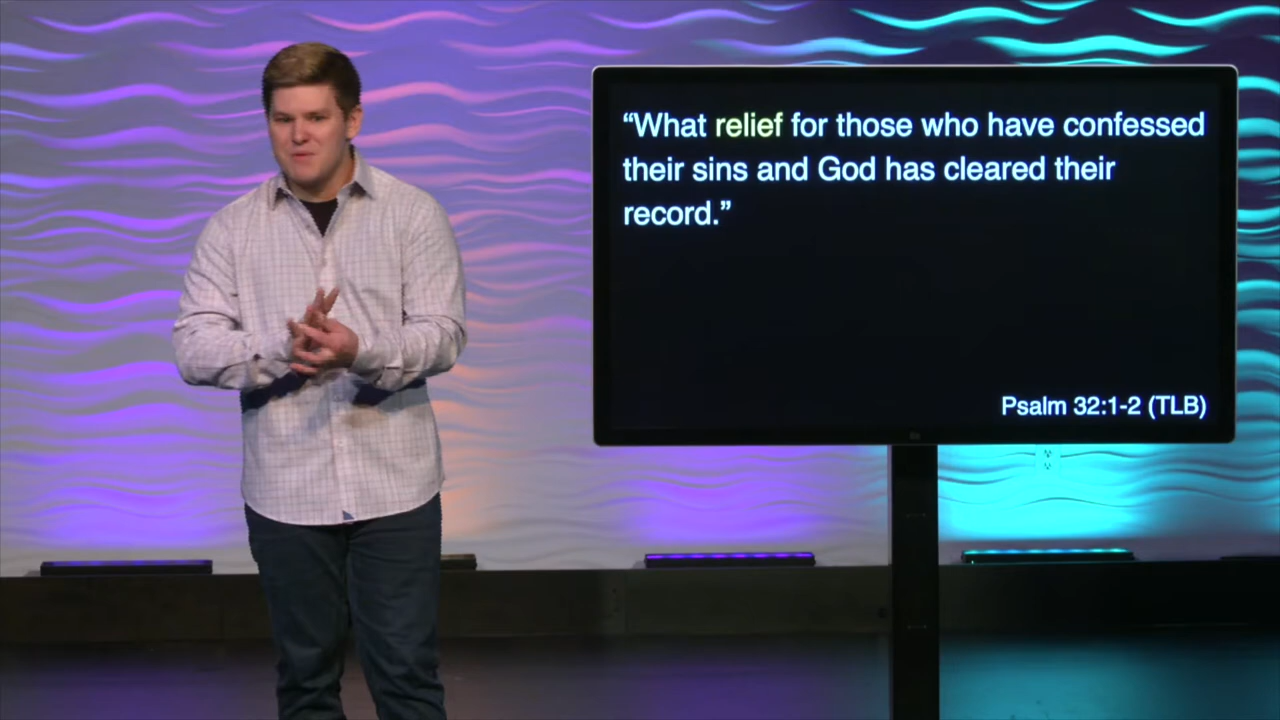 “What relief for those who have confessed
their sins and God has cleared their
record.”
Psalm 32:1-2 (TLB)